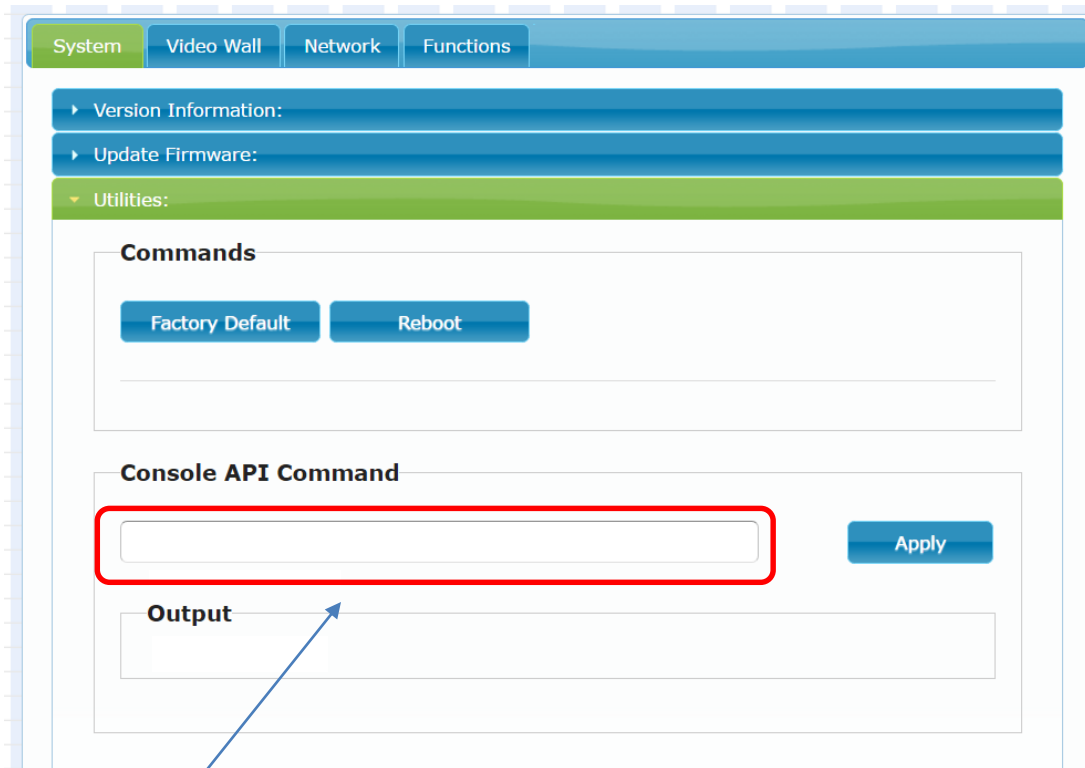 System Video Wall Network Functions
Version Information:
Update Firmware:
Utilities:
Commands
Factory Default Reboot
Console API Command
Apply
Output